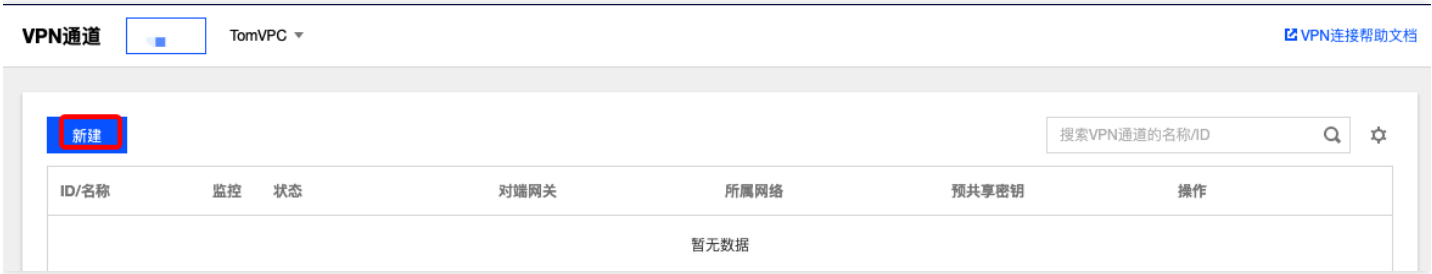 VPN通道 TomVPC VPN连接帮助文档
新建 搜索VPN通道的名称/ID
ID/名称 监控 状态 对端网关 所属网络 预共享密钥 操作
暂无数据